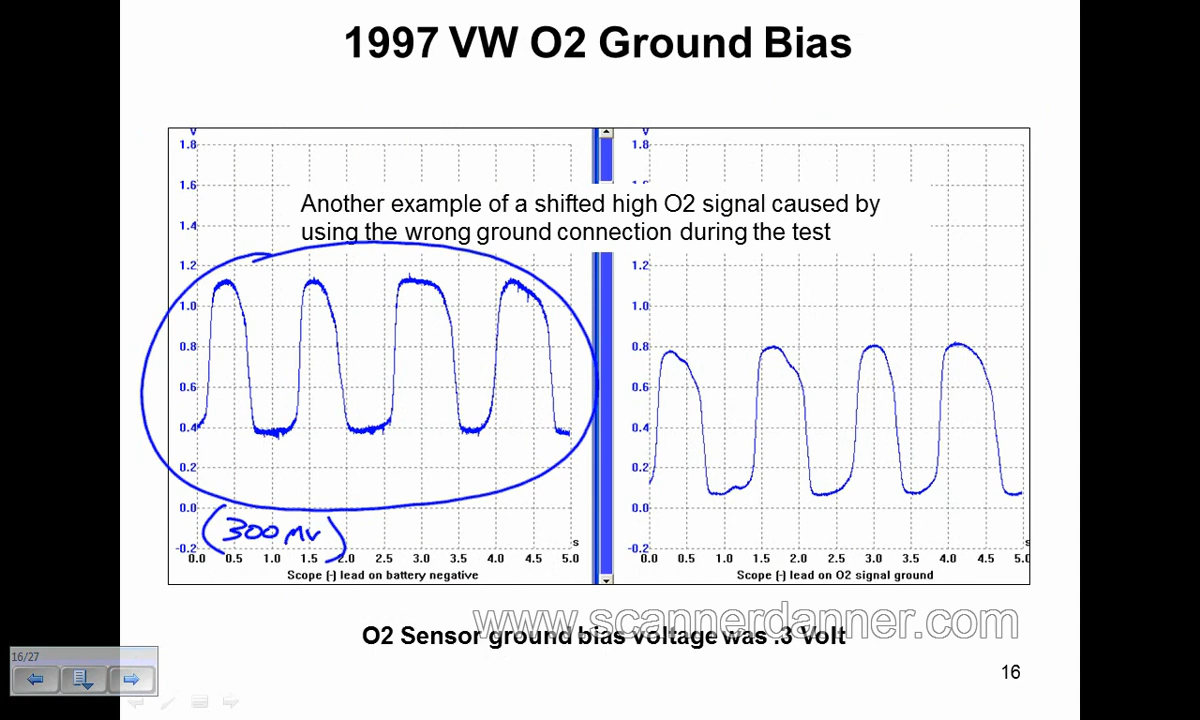 1997 VW O2 Ground Bias
V
1.8
1.6
1.4
1.2
1.0
0.8
0.6
0.4
0.2
0.0
-0.2
0.0 0.5 1.0 1.5 2.0 2.5 3.0 3.5 4.0 4.5 5.0
s
Scope (-) lead on battery negative
V
1.8
1.6
1.2
1.0
0.8
0.6
0.4
0.2
0.0
-0.2
0.0 0.5 1.0 1.5 2.0 2.5 3.0 3.5 4.0 4.5 5.0
s
Scope (-) lead on O2 signal ground
Another example of a shifted high O2 signal caused by
using the wrong ground connection during the test
(300mv)
www.scannerdanner.com
O2 Sensor ground bias voltage was .3 Volt
16/27
16